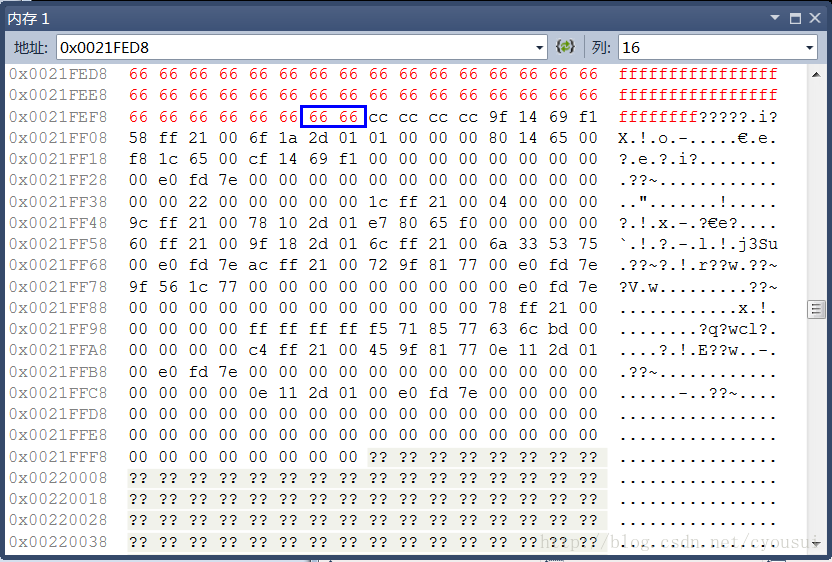 内存 1
地址: 0x0021FED8 列: 16
0x0021FED8 66 66 66 66 66 66 66 66 66 66 66 66 66 66 66 66 ffffffffffffffff
0x0021FEE8 66 66 66 66 66 66 66 66 66 66 66 66 66 66 66 66 ffffffffffffffff
0x0021FEF8 66 66 66 66 66 66 66 66 cc cc cc cc 9f 14 69 f1 ffffffff?????.i?
0x0021FF08 58 ff 21 00 6f 1a 2d 01 01 00 00 00 80 14 65 00 X.!.o.-.....€.e.
0x0021FF18 f8 1c 65 00 cf 14 69 f1 00 00 00 00 00 00 00 00 ?.e.?.i?........
0x0021FF28 00 e0 fd 7e 00 00 00 00 00 00 00 00 00 00 00 00 .??~............
0x0021FF38 00 00 22 00 00 00 00 00 1c ff 21 00 04 00 00 00 ..".......!.....
0x0021FF48 9c ff 21 00 78 10 2d 01 e7 80 65 f0 00 00 00 00 ?.!.x.-.?€e?....
0x0021FF58 60 ff 21 00 9f 18 2d 01 6c ff 21 00 6a 33 53 75 `.!.?.-.l.!.j3Su
0x0021FF68 00 e0 fd 7e ac ff 21 00 72 9f 81 77 00 e0 fd 7e .??~?.!.r??w.??~
0x0021FF78 9f 56 1c 77 00 00 00 00 00 00 00 00 00 e0 fd 7e ?V.w.........??~
0x0021FF88 00 00 00 00 00 00 00 00 00 00 00 00 78 ff 21 00 ............x.!.
0x0021FF98 00 00 00 00 ff ff ff ff f5 71 85 77 63 6c bd 00 ........?q?wcl?.
0x0021FFA8 00 00 00 00 c4 ff 21 00 45 9f 81 77 0e 11 2d 01 ....?.!.E??w..-.
0x0021FFB8 00 e0 fd 7e 00 00 00 00 00 00 00 00 00 00 00 00 .??~............
0x0021FFC8 00 00 00 00 0e 11 2d 01 00 e0 fd 7e 00 00 00 00 ......-..??~....
0x0021FFD8 00 00 00 00 00 00 00 00 00 00 00 00 00 00 00 00 ................
0x0021FFE8 00 00 00 00 00 00 00 00 00 00 00 00 00 00 00 00 ................
0x0021FFF8 00 00 00 00 00 00 00 00 ?? ?? ?? ?? ?? ?? ?? ?? ................
0x00220008 ?? ?? ?? ?? ?? ?? ?? ?? ?? ?? ?? ?? ?? ?? ?? ?? ................
0x00220018 ?? ?? ?? ?? ?? ?? ?? ?? ?? ?? ?? ?? ?? ?? ?? ?? ................
0x00220028 ?? ?? ?? ?? ?? ?? ?? ?? ?? ?? ?? ?? ?? ?? ?? ?? ................
0x00220038 ?? ?? ?? ?? ?? ?? ?? ?? ?? ?? ?? ?? ?? ?? ?? ?? ................
http://blog.csdn.net/cyousui